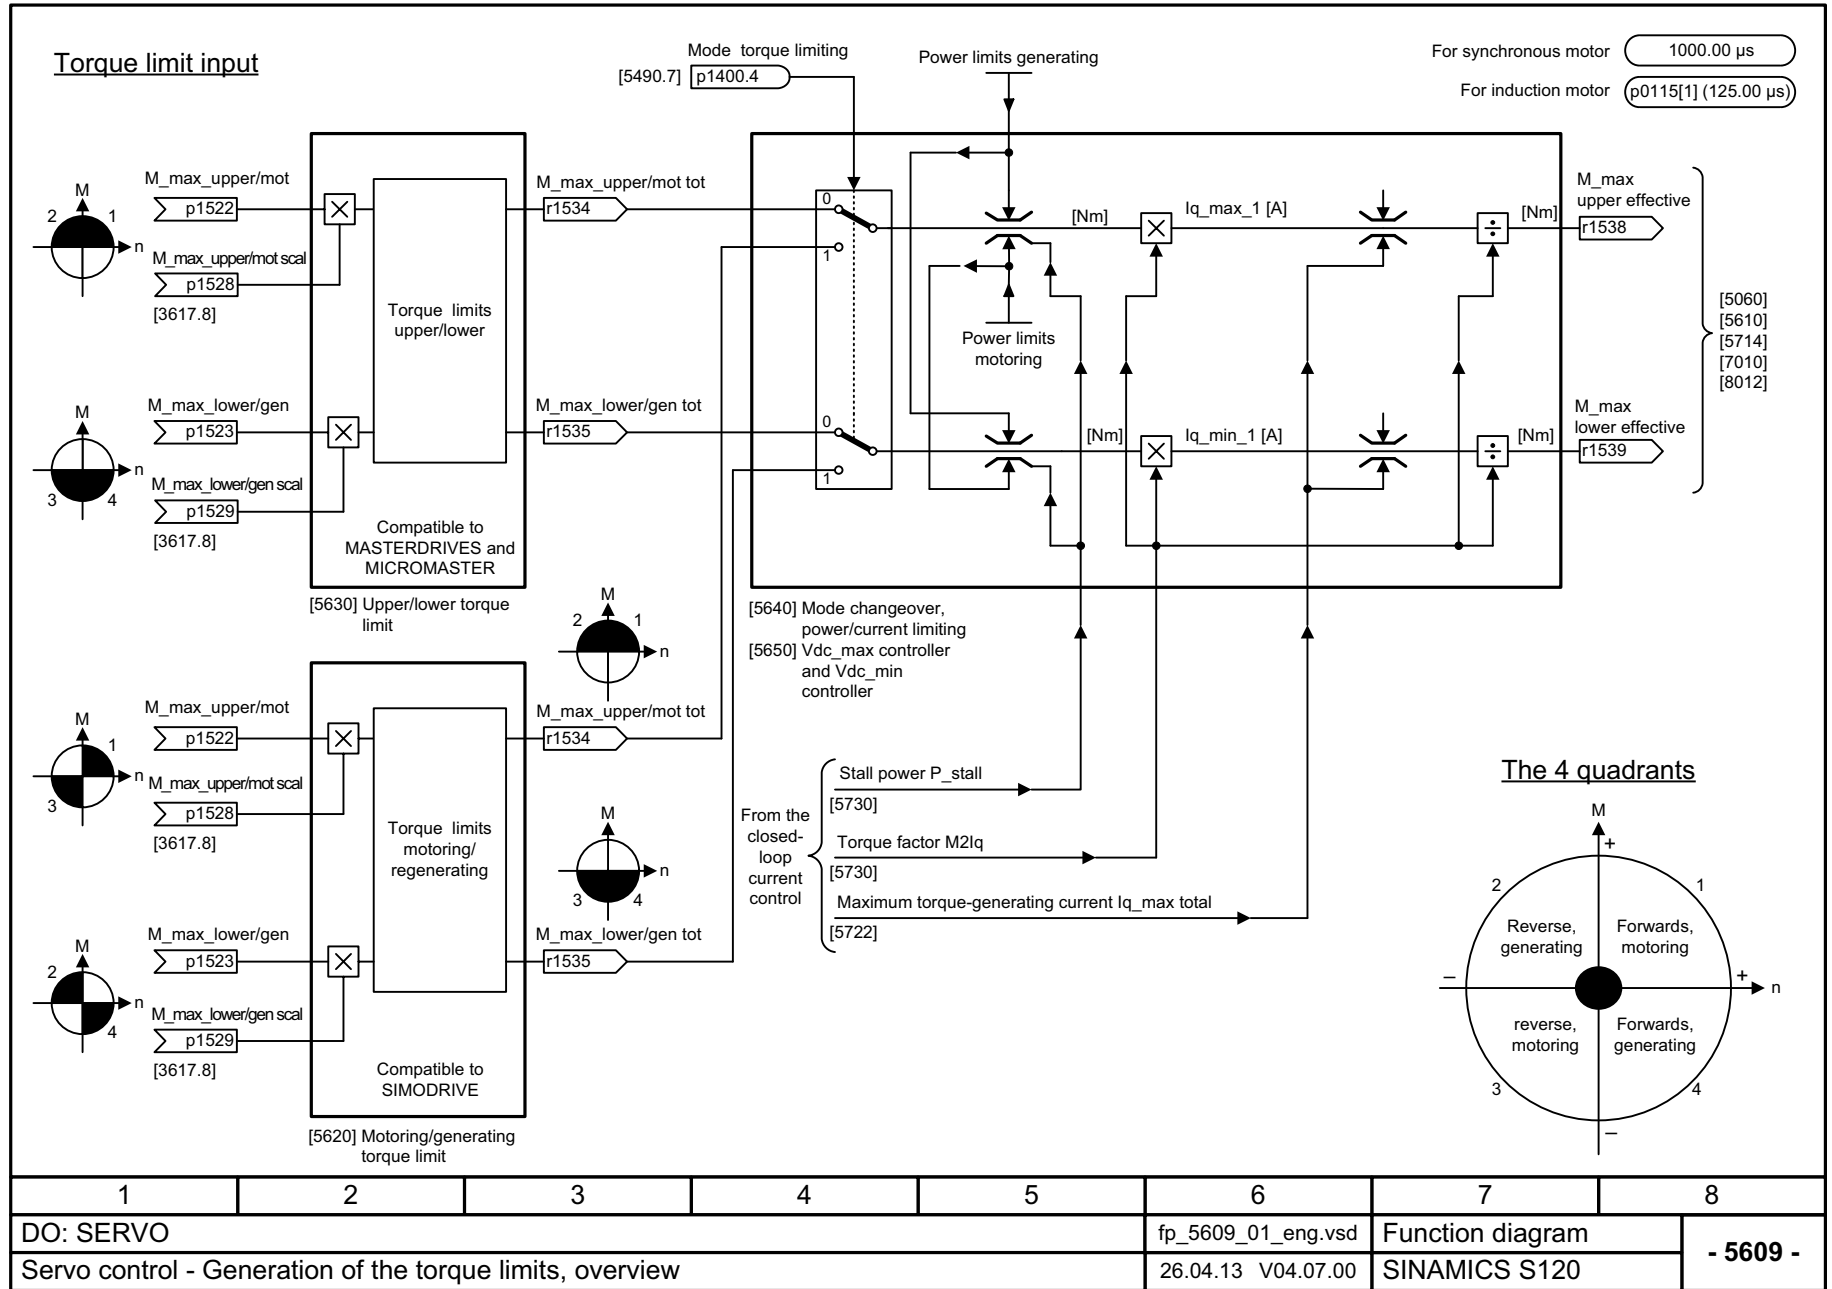 Torque limit input
Mode torque limiting
[5490.7] p1400.4
Power limits generating
For synchronous motor 1000.00 µs
For induction motor p0115[1] (125.00 µs)
M
2 1
n
M_max_upper/mot
p1522
M_max_upper/mot scal
p1528
[3617.8]
Torque limits
upper/lower
M_max_upper/mot tot
r1534
0
1
[Nm]
Iq_max_1 [A]
[Nm]
M_max
upper effective
r1538
Power limits
motoring
[5060]
[5610]
[5714]
[7010]
[8012]
M
n
3 4
M_max_lower/gen
p1523
M_max_lower/gen scal
p1529
[3617.8]
M_max_lower/gen tot
r1535
0
1
[Nm]
Iq_min_1 [A]
[Nm]
M_max
lower effective
r1539
Compatible to
MASTERDRIVES and
MICROMASTER
[5630] Upper/lower torque
limit
M
2 1
n
[5640] Mode changeover,
power/current limiting
[5650] Vdc_max controller
and Vdc_min
controller
M
1
n
3
M_max_upper/mot
p1522
M_max_upper/mot scal
p1528
[3617.8]
Torque limits
motoring/
regenerating
M_max_upper/mot tot
r1534
M
n
3 4
M_max_lower/gen tot
r1535
M
2
n
4
M_max_lower/gen
p1523
M_max_lower/gen scal
p1529
[3617.8]
Compatible to
SIMODRIVE
[5620] Motoring/generating
torque limit
From the
closed-
loop
current
control
Stall power P_stall
[5730]
Torque factor M2Iq
[5730]
Maximum torque-generating current Iq_max total
[5722]
The 4 quadrants
M
+
2 1
Reverse,
generating
Forwards,
motoring
– + n
reverse,
motoring
Forwards,
generating
3 4
–
1 2 3 4 5 6 7 8
DO: SERVO
fp_5609_01_eng.vsd
Function diagram
- 5609 -
Servo control - Generation of the torque limits, overview
26.04.13 V04.07.00
SINAMICS S120